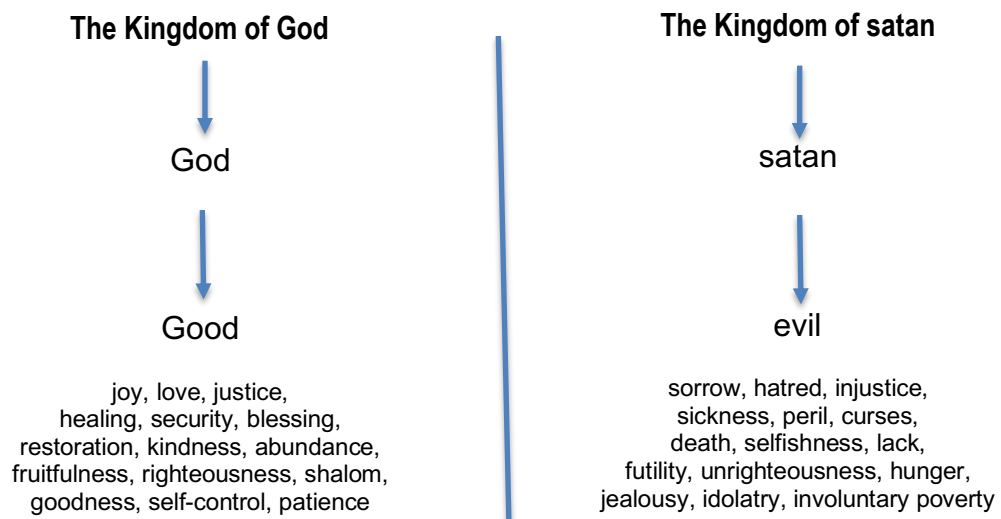 The Kingdom of God
God
Good
joy, love, justice,
healing, security, blessing,
restoration, kindness, abundance,
fruitfulness, righteousness, shalom,
goodness, self-control, patience
The Kingdom of satan
satan
evil
sorrow, hatred, injustice,
sickness, peril, curses,
death, selfishness, lack,
futility, unrighteousness, hunger,
jealousy, idolatry, involuntary poverty